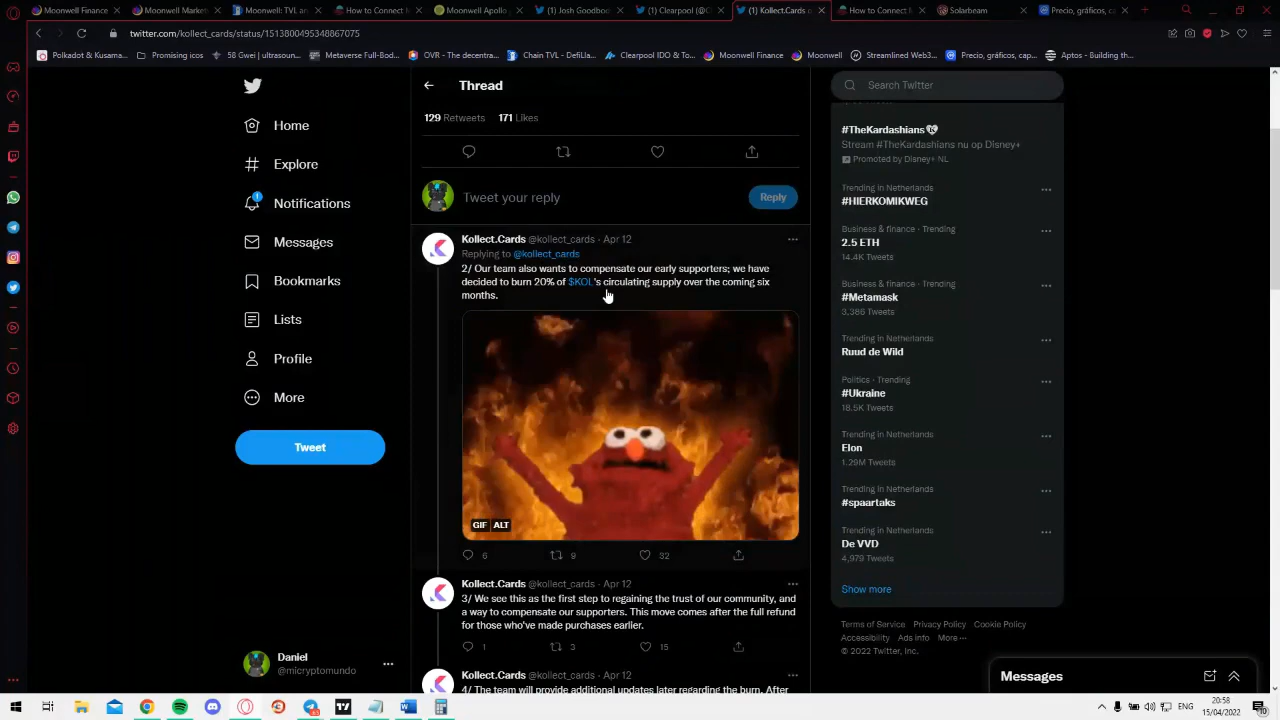 Moonwell Finance
Moonwell Market
Moonwell: TVL an
How to Connect M
Moonwell Apollo
(1) Josh Goodboo
(1) Clearpool (@C
(1) Kollect.Cards o
How to Connect M
Solarbeam
Precio, gráficos, c
twitter.com/kollect_cards/status/1513800495348867075
Polkadot & Kusama...
Promising icos
58 Gwei | ultrasoun...
Metaverse Full-Bod...
OVR - The decentra...
Chain TVL - DefiLla...
Clearpool IDO & To...
Moonwell Finance
Moonwell
Streamlined Web3...
Precio, gráficos, cap...
Aptos - Building th...
Home
Explore
1
Notifications
Messages
Bookmarks
Lists
Profile
More
Tweet
Daniel
@micryptomundo
Thread
129 Retweets 171 Likes
Tweet your reply
Reply
Kollect.Cards @kollect_cards · Apr 12
Replying to @kollect_cards
2/ Our team also wants to compensate our early supporters; we have
decided to burn 20% of $KOL's circulating supply over the coming six
months.
GIF ALT
6 9 32
Kollect.Cards @kollect_cards · Apr 12
3/ We see this as the first step to regaining the trust of our community, and
a way to compensate our supporters. This move comes after the full refund
for those who've made purchases earlier.
1 3 15
Kollect.Cards @kollect_cards · Apr 12
4/ The team will provide additional updates later regarding the burn. After
Search Twitter
#TheKardashians
Stream #TheKardashians nu op Disney+
Promoted by Disney+ NL
Trending in Netherlands
#HIERKOMIKWEG
Business & finance · Trending
2.5 ETH
14.4K Tweets
Business & finance · Trending
#Metamask
3,386 Tweets
Trending in Netherlands
Ruud de Wild
Politics · Trending
#Ukraine
18.5K Tweets
Trending in Netherlands
Elon
1.29M Tweets
Trending in Netherlands
#spaartaks
Trending in Netherlands
De VVD
4,979 Tweets
Show more
Terms of Service Privacy Policy Cookie Policy
Accessibility Ads info More ···
© 2022 Twitter, Inc.
Messages
ENG
20:58
15/04/2022
10